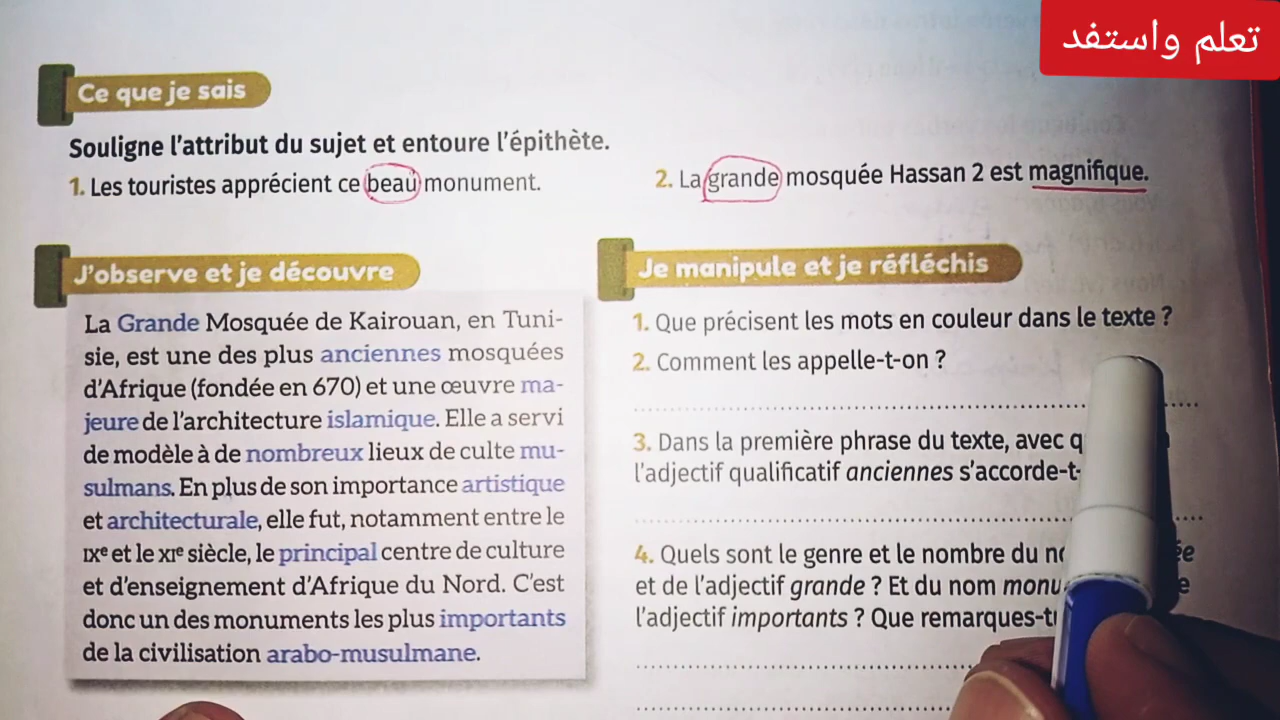 تعلم واستفد
Ce que je sais
Souligne l'attribut du sujet et entoure l'épithète.
1. Les touristes apprécient ce beau monument.
2. La grande mosquée Hassan 2 est magnifique.
J'observe et je découvre
La Grande Mosquée de Kairouan, en Tuni-
sie, est une des plus anciennes mosquées
d'Afrique (fondée en 670) et une œuvre ma-
jeure de l'architecture islamique. Elle a servi
de modèle à de nombreux lieux de culte mu-
sulmans. En plus de son importance artistique
et architecturale, elle fut, notamment entre le
IXe et le XIe siècle, le principal centre de culture
et d'enseignement d'Afrique du Nord. C'est
donc un des monuments les plus importants
de la civilisation arabo-musulmane.
Je manipule et je réfléchis
1. Que précisent les mots en couleur dans le texte ?
2. Comment les appelle-t-on ?
3. Dans la première phrase du texte, avec
l'adjectif qualificatif anciennes s'accorde-t-
4. Quels sont le genre et le nombre du
et de l'adjectif grande ? Et du nom
l'adjectif importants ? Que remarques-